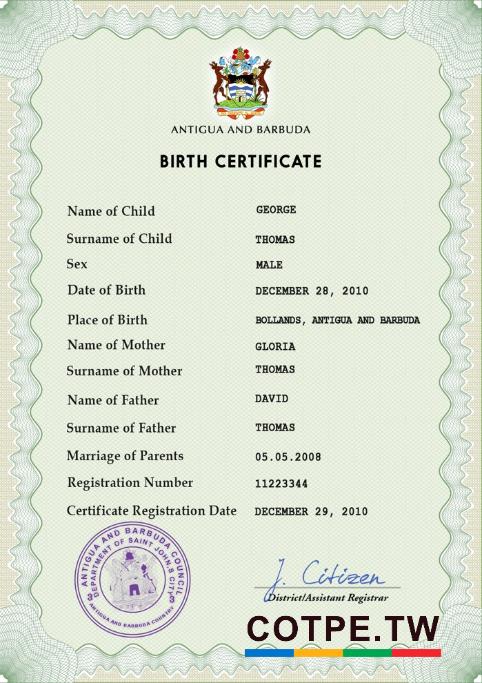 ANTIGUA AND BARBUDA
BIRTH CERTIFICATE
Name of Child GEORGE
Surname of Child THOMAS
Sex MALE
Date of Birth DECEMBER 28, 2010
Place of Birth BOLLANDS, ANTIGUA AND BARBUDA
Name of Mother GLORIA
Surname of Mother THOMAS
Name of Father DAVID
Surname of Father THOMAS
Marriage of Parents 05.05.2008
Registration Number 11223344
Certificate Registration Date DECEMBER 29, 2010
ANTIGUA AND BARBUDA COUNCIL
DEPARTMENT OF SAINT JOHN,S CITY
3 3
ANTIGUA AND BARBUDA COUNTRY
J. Citizen
District/Assistant Registrar
COTPE.TW